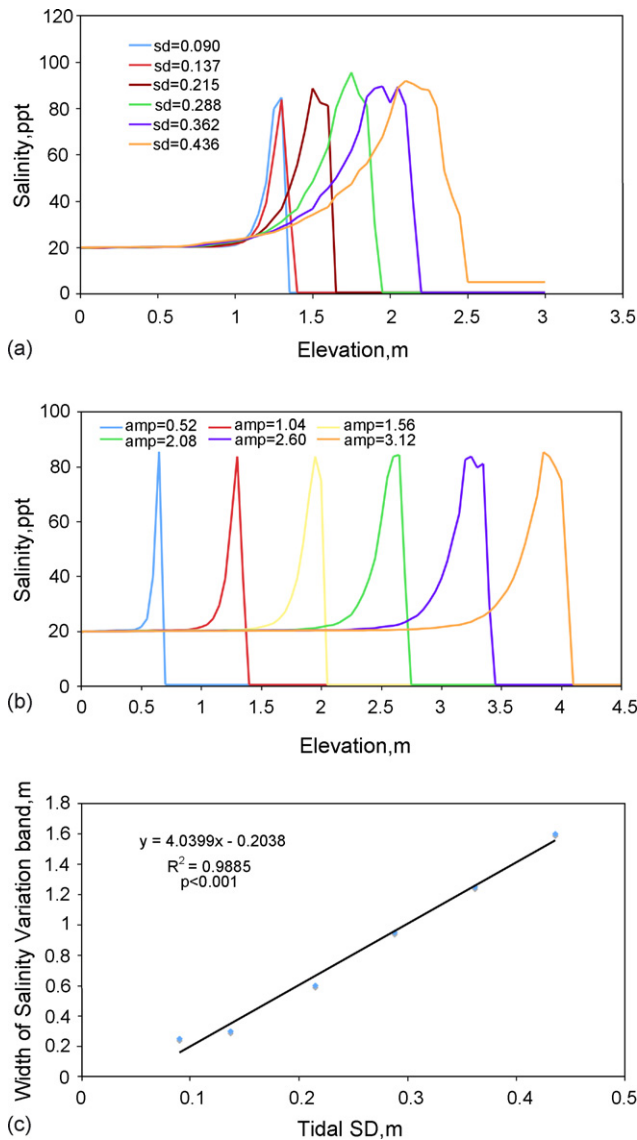 120
100
80
60
40
20
0
Salinity,ppt
sd=0.090
sd=0.137
sd=0.215
sd=0.288
sd=0.362
sd=0.436
0 0.5 1 1.5 2 2.5 3 3.5
Elevation,m
(a)
100
80
60
40
20
0
Salinity,ppt
amp=0.52 amp=1.04 amp=1.56
amp=2.08 amp=2.60 amp=3.12
0 0.5 1 1.5 2 2.5 3 3.5 4 4.5
Elevation,m
(b)
1.8
1.6
1.4
1.2
1
0.8
0.6
0.4
0.2
0
Width of Salinity Variation band,m
y = 4.0399x - 0.2038
R² = 0.9885
p<0.001
0 0.1 0.2 0.3 0.4 0.5
Tidal SD,m
(c)